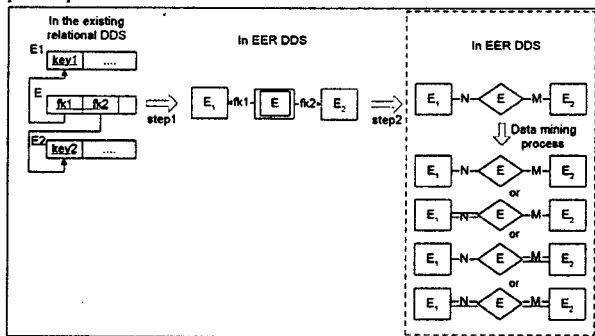 In the existing
relational DDS
E1
key1 ....
E
fk1 fk2
E2
key2 ....
step1
In EER DDS
E1 fk1 E fk2 E2
step2
In EER DDS
E1 N E M E2
Data mining
process
E1 N E M E2
or
E1 N E M E2
or
E1 N E M E2
or
E1 N E M E2